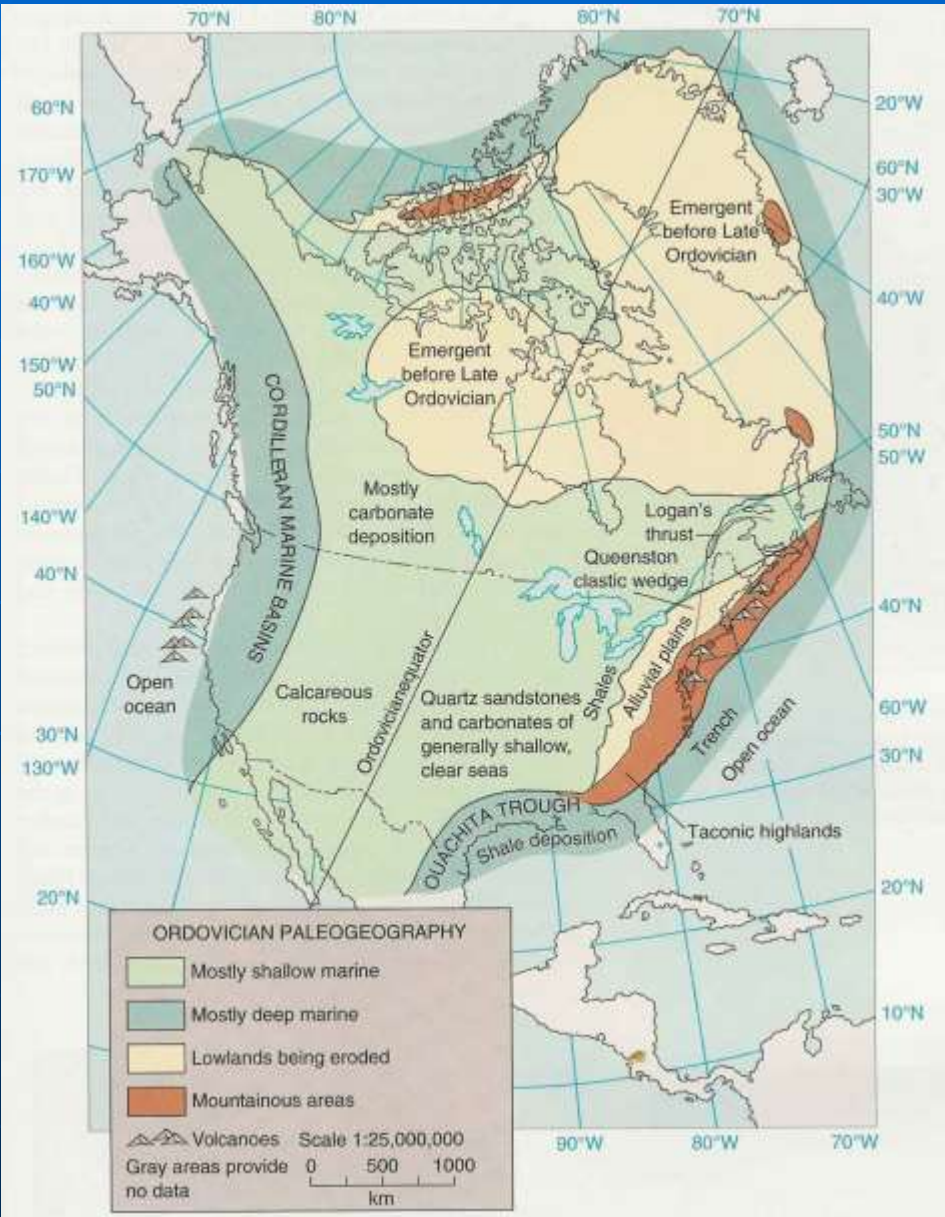 70°N
80°N
80°N
70°N
60°N
170°W
160°W
40°W
150°W
50°N
140°W
40°N
30°N
130°W
20°N
20°W
60°N
30°W
40°W
50°N
50°W
40°N
60°W
30°N
20°N
10°N
90°W
80°W
70°W
Emergent
before Late
Ordovician
Emergent
before Late
Ordovician
CORDILLERAN MARINE BASINS
Mostly
carbonate
deposition
Logan's
thrust
Queenston
clastic wedge
Open
ocean
Calcareous
rocks
Ordovicianequator
Quartz sandstones
and carbonates of
generally shallow,
clear seas
Shales
Alluvial plains
Trench
Open ocean
OUACHITA TROUGH
Shale deposition
Taconic highlands
ORDOVICIAN PALEOGEOGRAPHY
Mostly shallow marine
Mostly deep marine
Lowlands being eroded
Mountainous areas
Volcanoes Scale 1:25,000,000
Gray areas provide
no data
0 500 1000
km